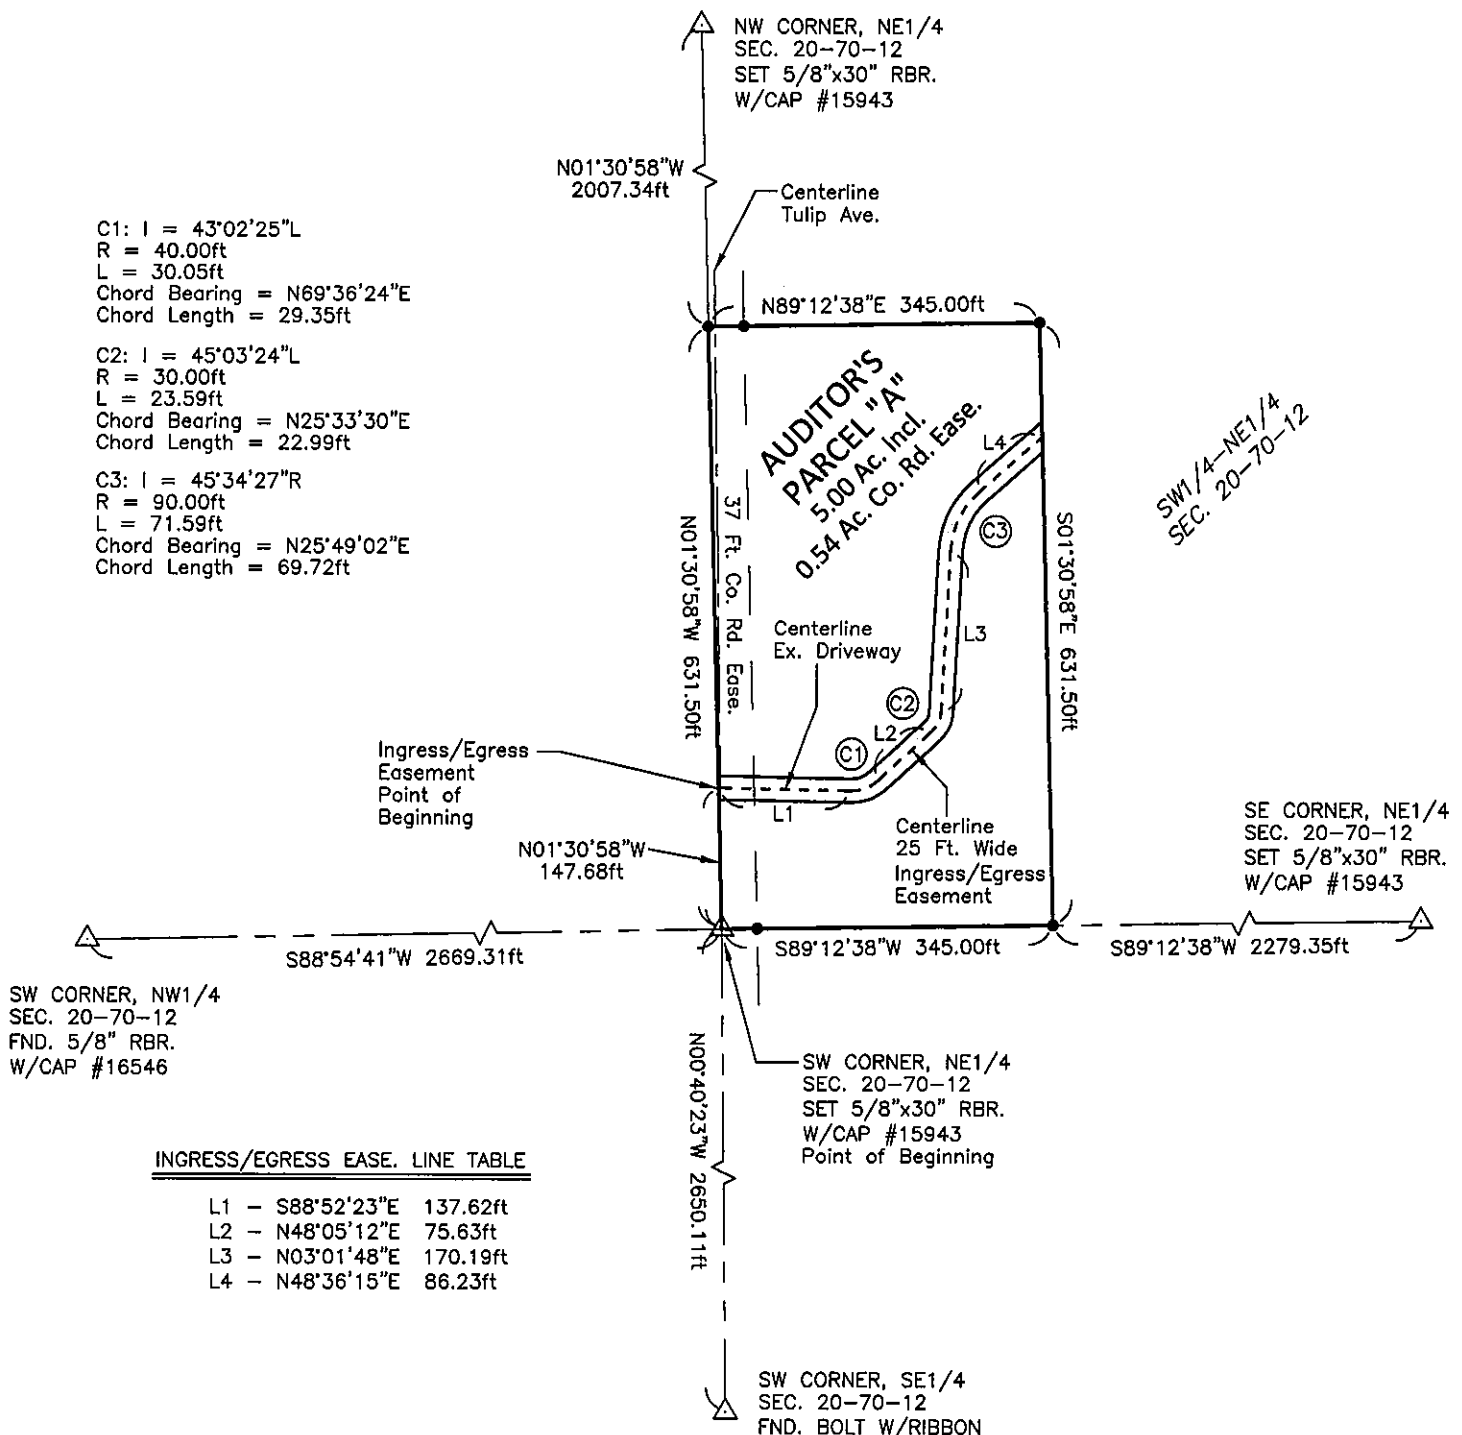 NW CORNER, NE1/4
SEC. 20-70-12
SET 5/8"x30" RBR.
W/CAP #15943
N01°30'58"W
2007.34ft
Centerline
Tulip Ave.
C1: I = 43°02'25"L
R = 40.00ft
L = 30.05ft
Chord Bearing = N69°36'24"E
Chord Length = 29.35ft
C2: I = 45°03'24"L
R = 30.00ft
L = 23.59ft
Chord Bearing = N25°33'30"E
Chord Length = 22.99ft
C3: I = 45°34'27"R
R = 90.00ft
L = 71.59ft
Chord Bearing = N25°49'02"E
Chord Length = 69.72ft
N89°12'38"E 345.00ft
AUDITOR'S
PARCEL "A"
5.00 Ac. Incl.
0.54 Ac. Co. Rd. Ease.
L4
SW1/4-NE1/4
SEC. 20-70-12
N01°30'58"W 631.50ft
37 Ft. Co. Rd. Ease.
C3
S01°30'58"E 631.50ft
L3
Centerline
Ex. Driveway
C2
L2
C1
L1
Ingress/Egress
Easement
Point of
Beginning
N01°30'58"W
147.68ft
Centerline
25 Ft. Wide
Ingress/Egress
Easement
SE CORNER, NE1/4
SEC. 20-70-12
SET 5/8"x30" RBR.
W/CAP #15943
S88°54'41"W 2669.31ft
S89°12'38"W 345.00ft
S89°12'38"W 2279.35ft
SW CORNER, NW1/4
SEC. 20-70-12
FND. 5/8" RBR.
W/CAP #16546
N00°40'23"W 2650.11ft
SW CORNER, NE1/4
SEC. 20-70-12
SET 5/8"x30" RBR.
W/CAP #15943
Point of Beginning
INGRESS/EGRESS EASE. LINE TABLE
L1 - S88°52'23"E 137.62ft
L2 - N48°05'12"E 75.63ft
L3 - N03°01'48"E 170.19ft
L4 - N48°36'15"E 86.23ft
SW CORNER, SE1/4
SEC. 20-70-12
FND. BOLT W/RIBBON